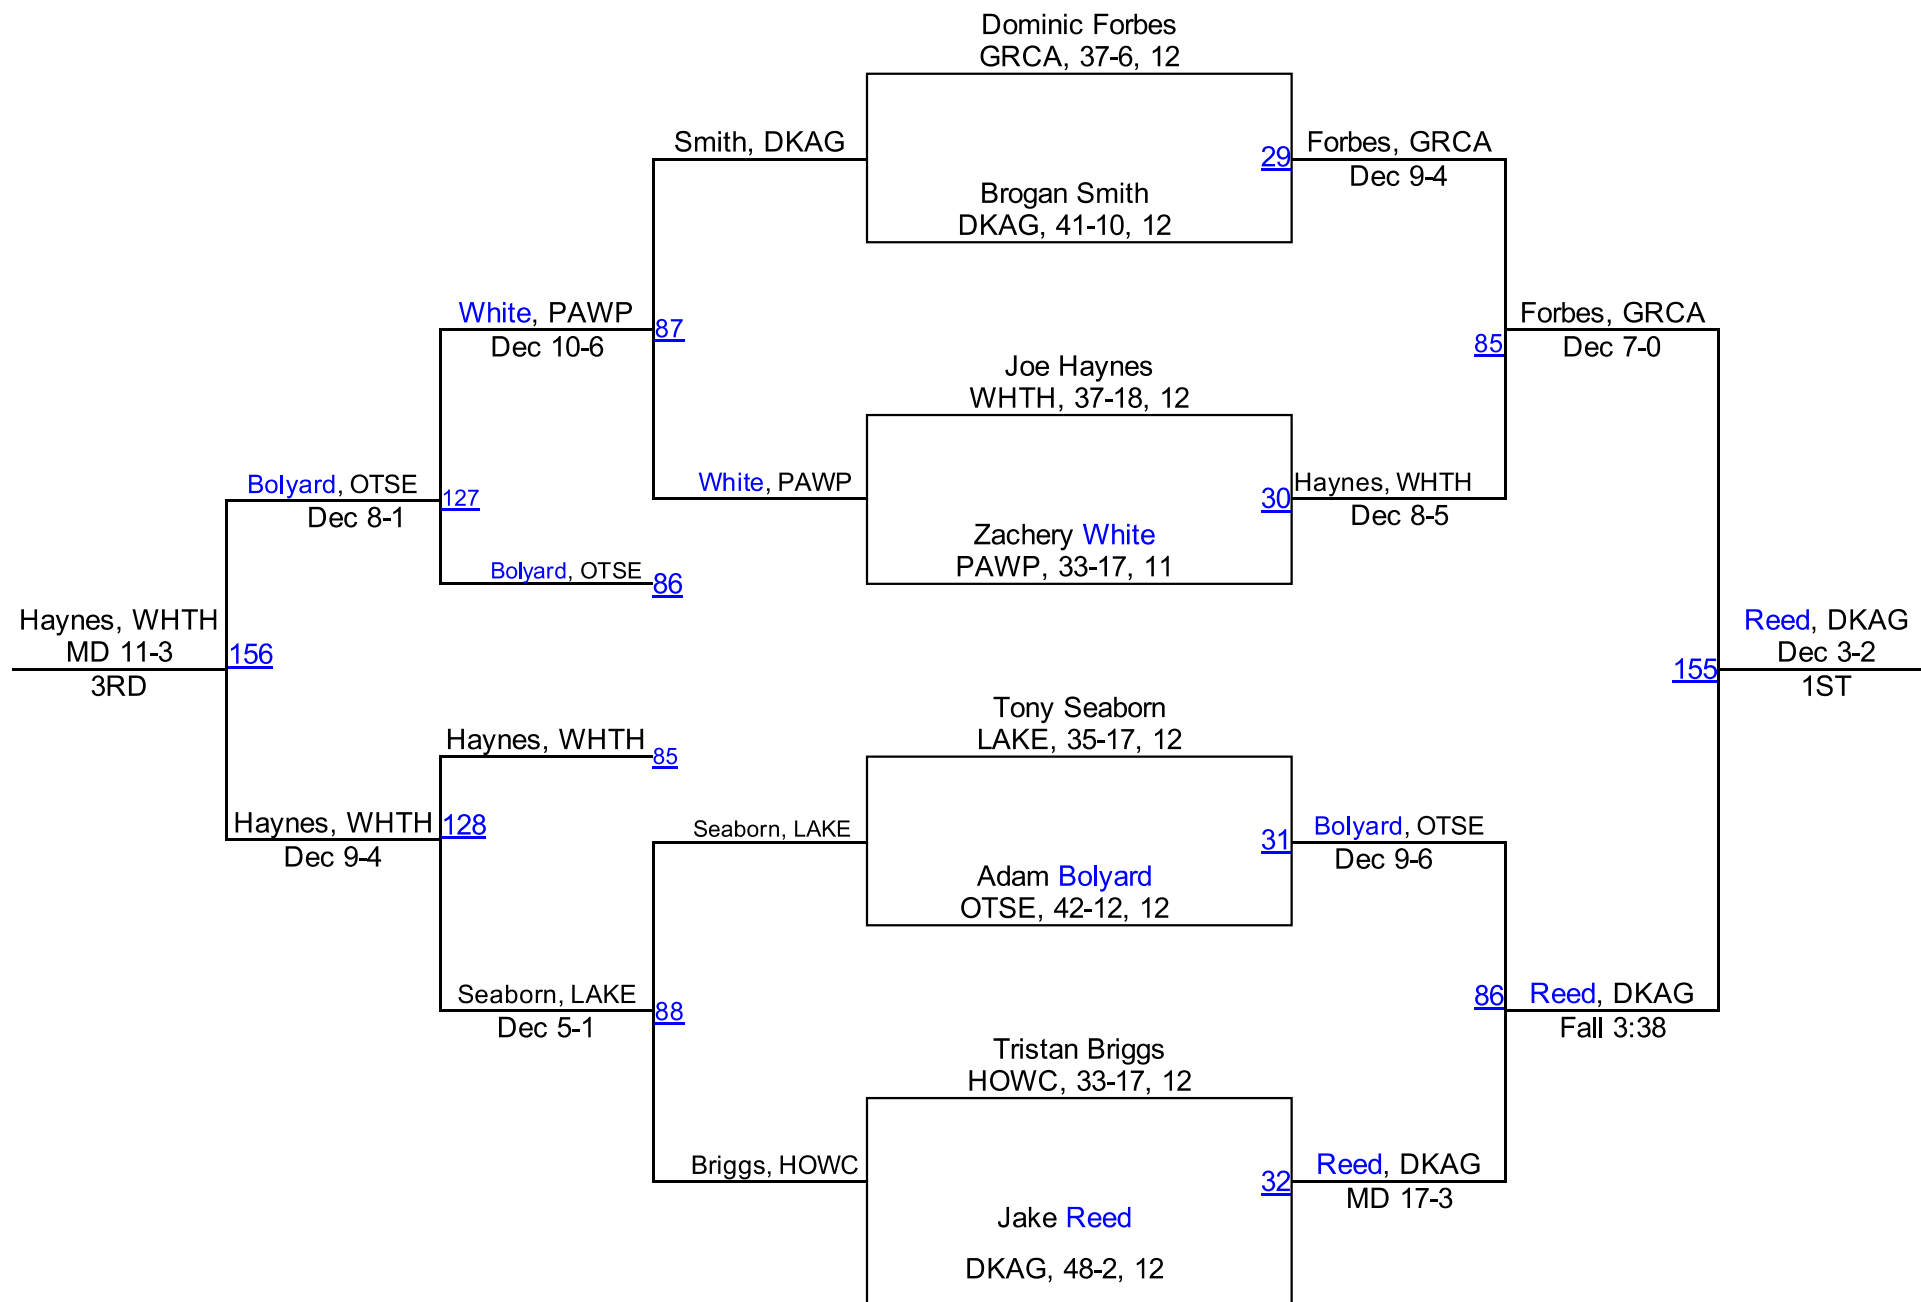 Dominic Forbes
GRCA, 37-6, 12
Smith, DKAG
29
Forbes, GRCA
Dec 9-4
Brogan Smith
DKAG, 41-10, 12
White, PAWP
Dec 10-6
87
85
Forbes, GRCA
Dec 7-0
Joe Haynes
WHTH, 37-18, 12
Bolyard, OTSE
Dec 8-1
127
White, PAWP
30
Haynes, WHTH
Dec 8-5
Zachery White
PAWP, 33-17, 11
Bolyard, OTSE
86
Haynes, WHTH
MD 11-3
3RD
156
155
Reed, DKAG
Dec 3-2
1ST
Tony Seaborn
LAKE, 35-17, 12
Haynes, WHTH
85
Haynes, WHTH
Dec 9-4
128
Seaborn, LAKE
31
Bolyard, OTSE
Dec 9-6
Adam Bolyard
OTSE, 42-12, 12
Seaborn, LAKE
Dec 5-1
88
86
Reed, DKAG
Fall 3:38
Tristan Briggs
HOWC, 33-17, 12
Briggs, HOWC
32
Reed, DKAG
MD 17-3
Jake Reed
DKAG, 48-2, 12